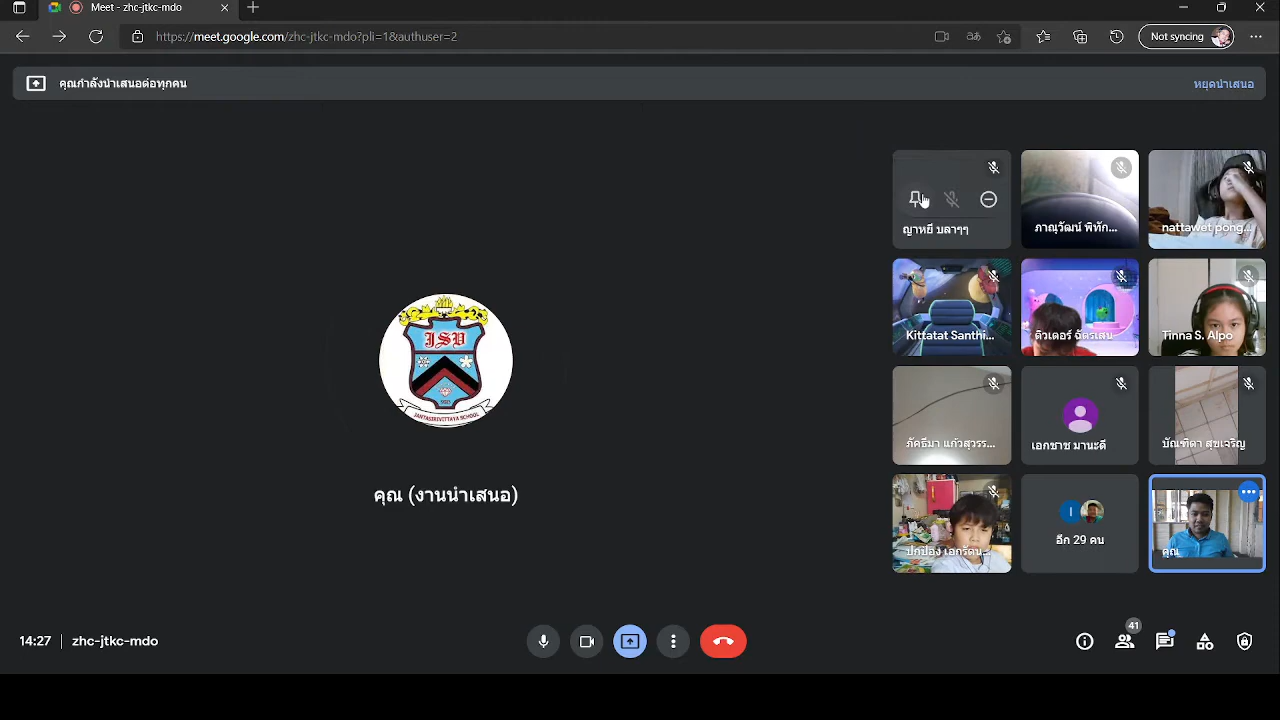 Meet - zhc-jtkc-mdo
https://meet.google.com/zhc-jtkc-mdo?pli=1&authuser=2
Not syncing
คุณกำลังนำเสนอต่อทุกคน
หยุดนำเสนอ
ญาหยี บลาๆๆ
ภาณุวัฒน์ พิทัก...
nattawet pong...
Kittatat Santhi...
ติวเตอร์ ฉัตรเสน
Tinna S. Alpo
JSV
JANTASIRIVITTAYA SCHOOL
ภัคธีมา แก้วสุวรร...
เอกชาช มานะดี
บัณฑิตา สุขเจริญ
คุณ (งานนำเสนอ)
ปกป้อง เอกรัตน...
อีก 29 คน
คุณ
14:27
zhc-jtkc-mdo
41